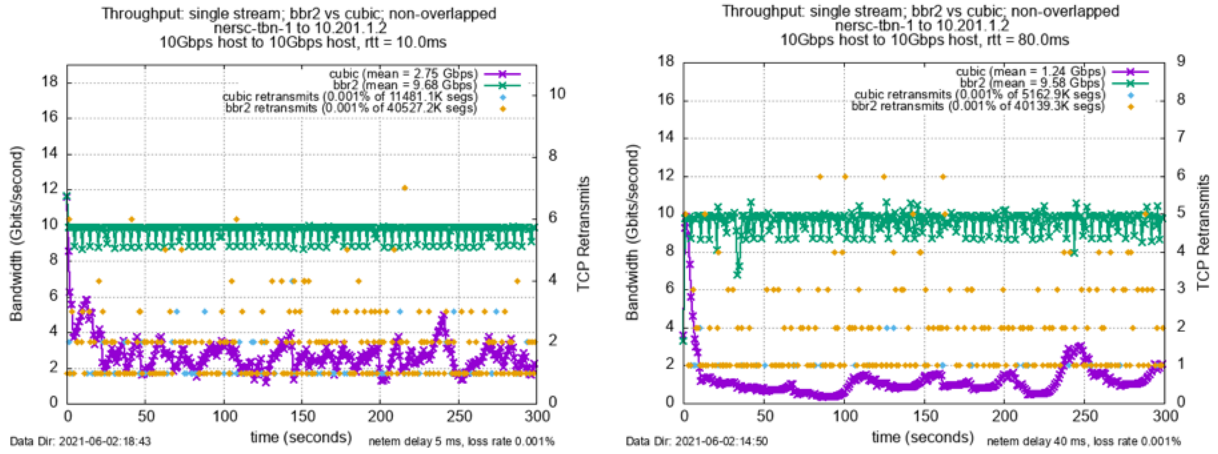 Throughput: single stream; bbr2 vs cubic; non-overlapped
nersc-tbn-1 to 10.201.1.2
10Gbps host to 10Gbps host, rtt = 10.0ms
cubic (mean = 2.75 Gbps)
bbr2 (mean = 9.68 Gbps)
cubic retransmits (0.001% of 11481.1K segs)
bbr2 retransmits (0.001% of 40527.2K segs)
18
16
14
12
10
8
6
4
2
0
Bandwidth (Gbits/second)
10
8
6
4
2
0
TCP Retransmits
0 50 100 150 200 250 300
time (seconds)
Data Dir: 2021-06-02:18:43
netem delay 5 ms, loss rate 0.001%
Throughput: single stream; bbr2 vs cubic; non-overlapped
nersc-tbn-1 to 10.201.1.2
10Gbps host to 10Gbps host, rtt = 80.0ms
cubic (mean = 1.24 Gbps)
bbr2 (mean = 9.58 Gbps)
cubic retransmits (0.001% of 5162.9K segs)
bbr2 retransmits (0.001% of 40139.3K segs)
18
16
14
12
10
8
6
4
2
0
Bandwidth (Gbits/second)
9
8
7
6
5
4
3
2
1
0
TCP Retransmits
0 50 100 150 200 250 300
time (seconds)
Data Dir: 2021-06-02:14:50
netem delay 40 ms, loss rate 0.001%